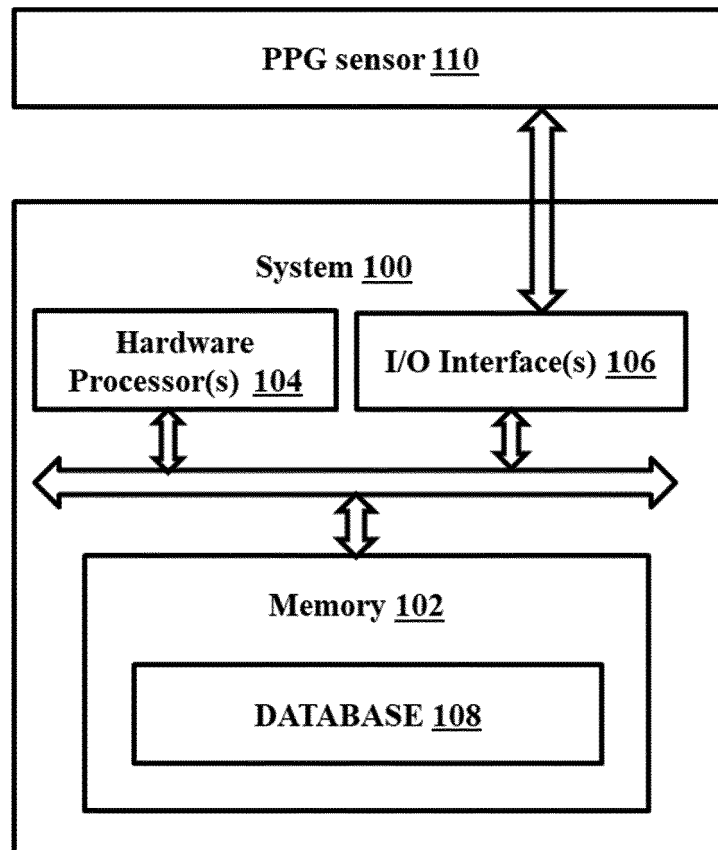 PPG sensor 110
System 100
Hardware
Processor(s) 104
I/O Interface(s) 106
Memory 102
DATABASE 108